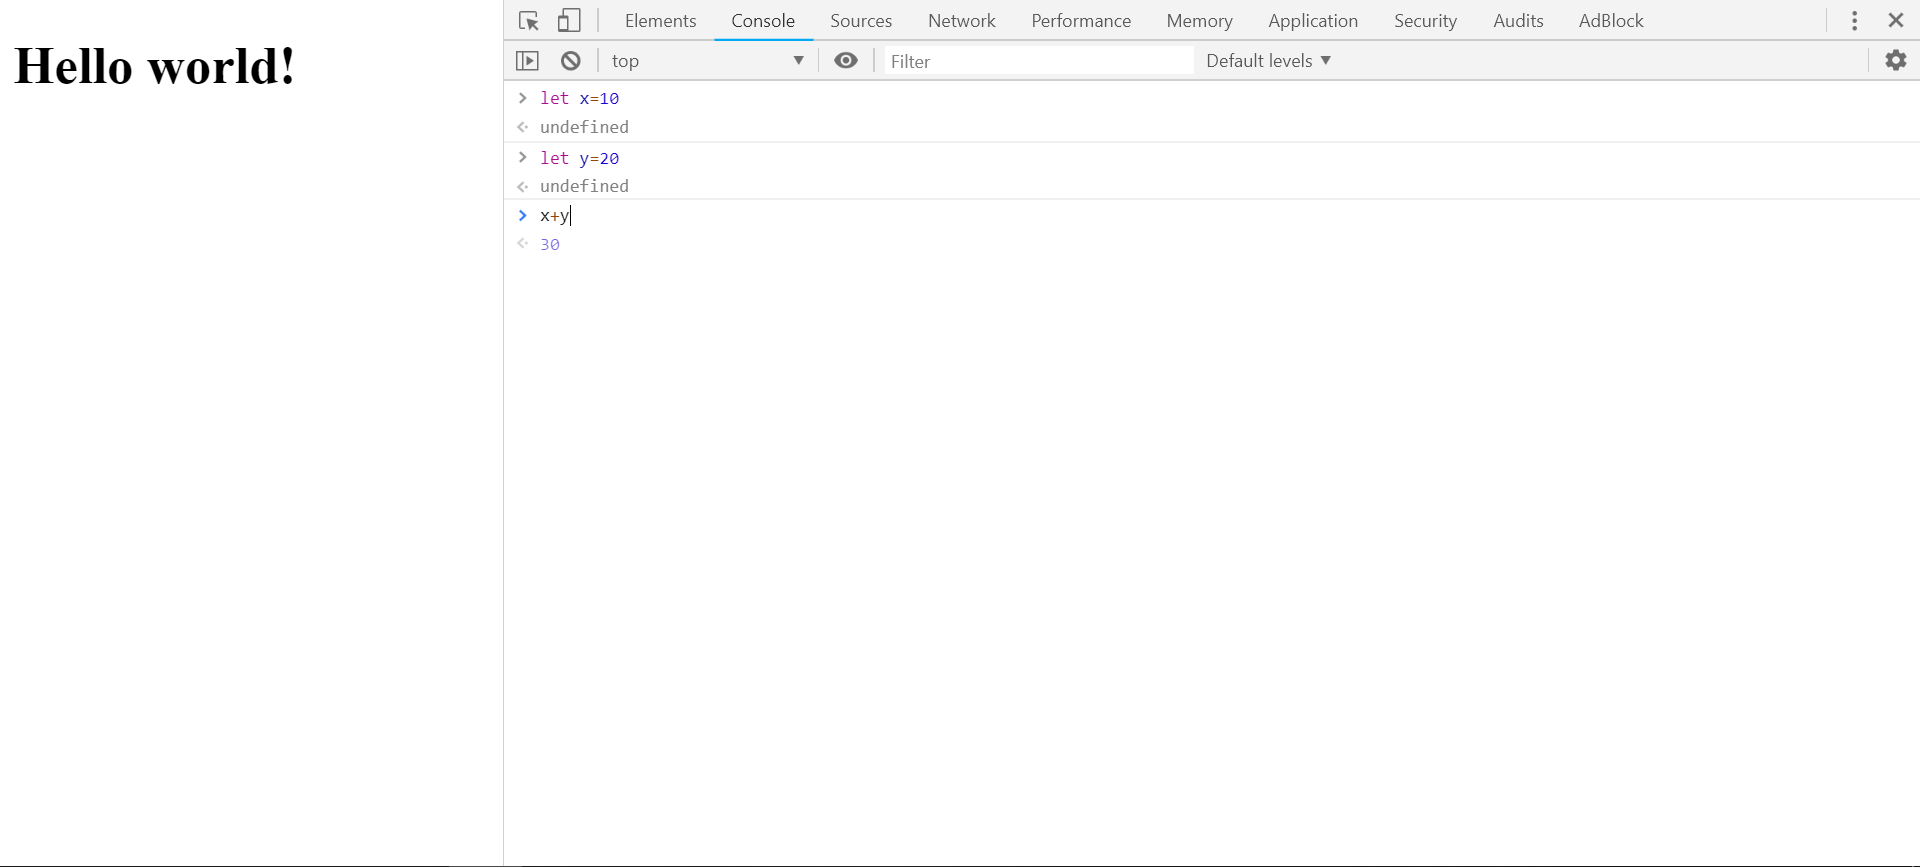 Hello world!
Elements Console Sources Network Performance Memory Application Security Audits AdBlock
top Filter Default levels
let x=10
undefined
let y=20
undefined
x+y
30